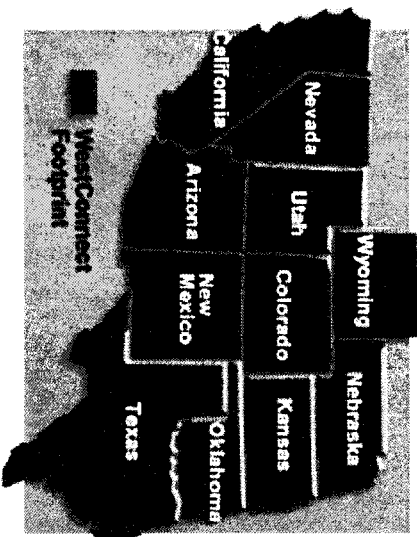 California
Nevada
Utah
Wyoming
Arizona
Colorado
Nebraska
New
Mexico
Kansas
Texas
Oklahoma
WestConnect
Footprint